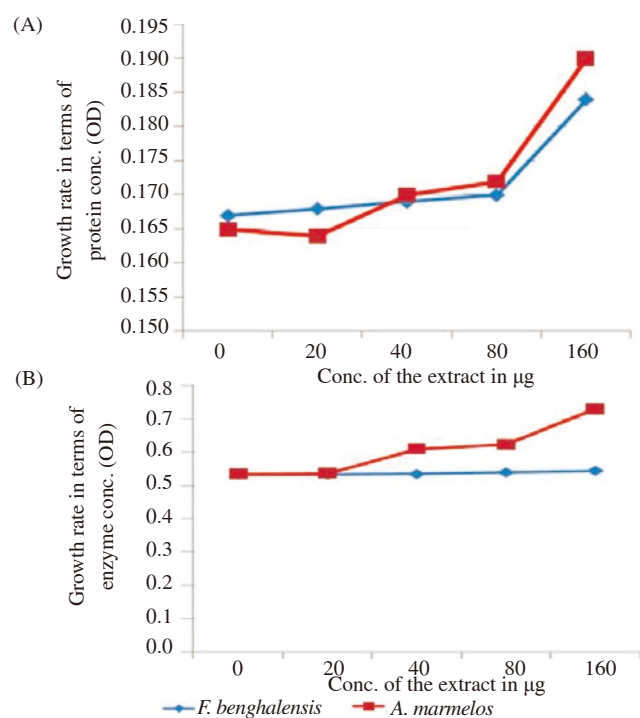 (A)
Growth rate in terms of
protein conc. (OD)
0.195
0.190
0.185
0.180
0.175
0.170
0.165
0.160
0.155
0.150
0 20 40 80 160
Conc. of the extract in µg
(B)
Growth rate in terms of
enzyme conc. (OD)
0.8
0.7
0.6
0.5
0.4
0.3
0.2
0.1
0.0
0 20 40 80 160
Conc. of the extract in µg
F. benghalensis A. marmelos